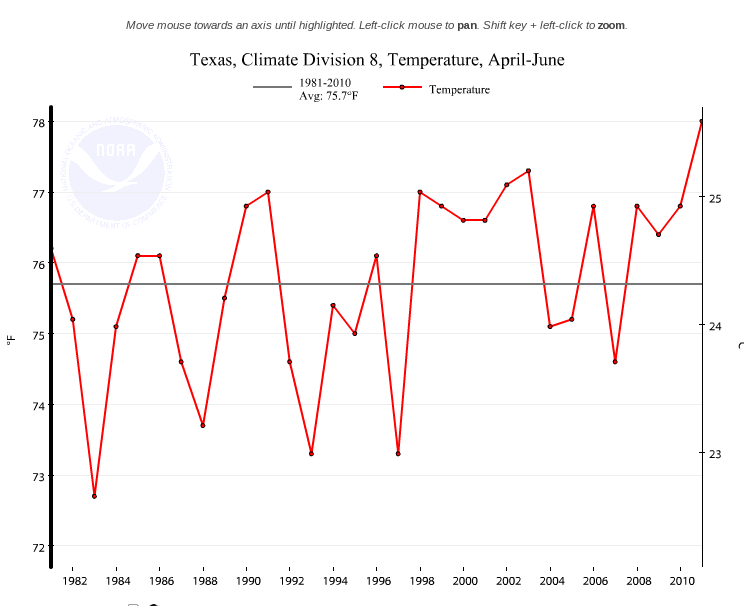 Move mouse towards an axis until highlighted. Left-click mouse to pan. Shift key + left-click to zoom.
Texas, Climate Division 8, Temperature, April-June
1981-2010
Avg: 75.7°F
Temperature
NOAA
78
77
76
75
74
73
72
°F
25
24
23
1982 1984 1986 1988 1990 1992 1994 1996 1998 2000 2002 2004 2006 2008 2010